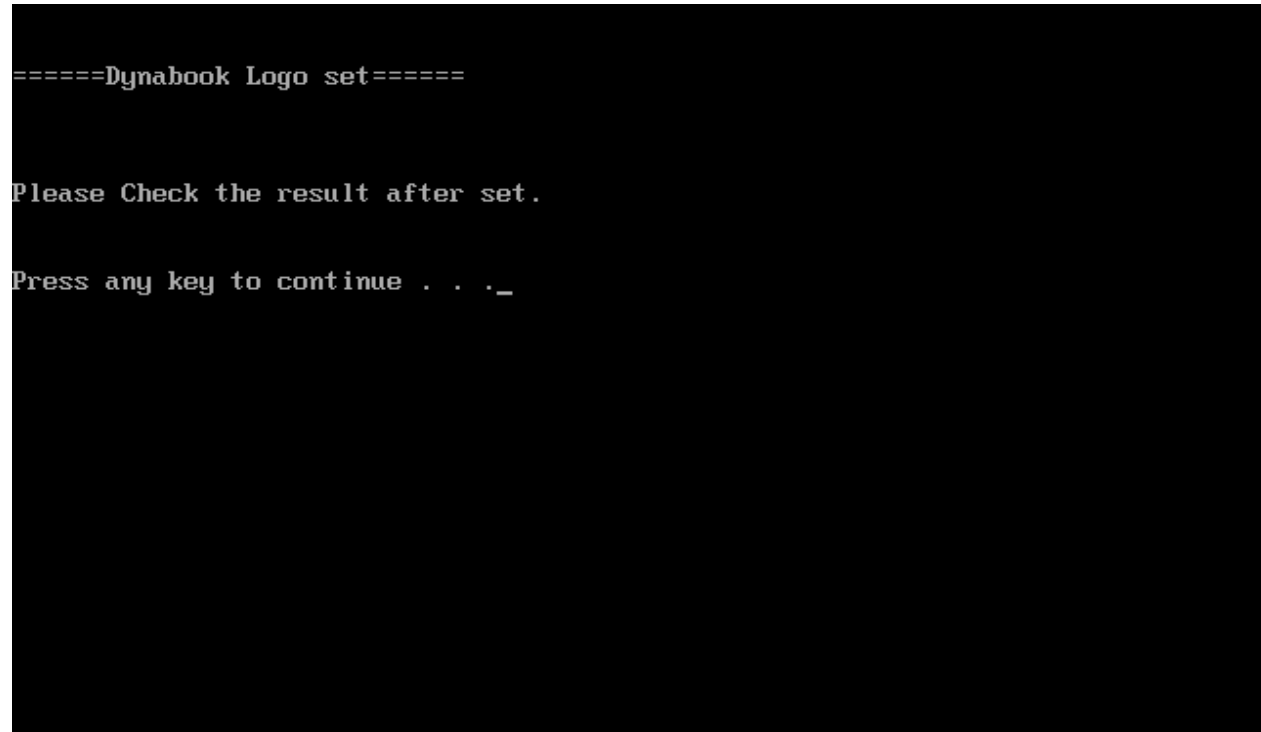 ======Dynabook Logo set======
Please Check the result after set.
Press any key to continue . . ._